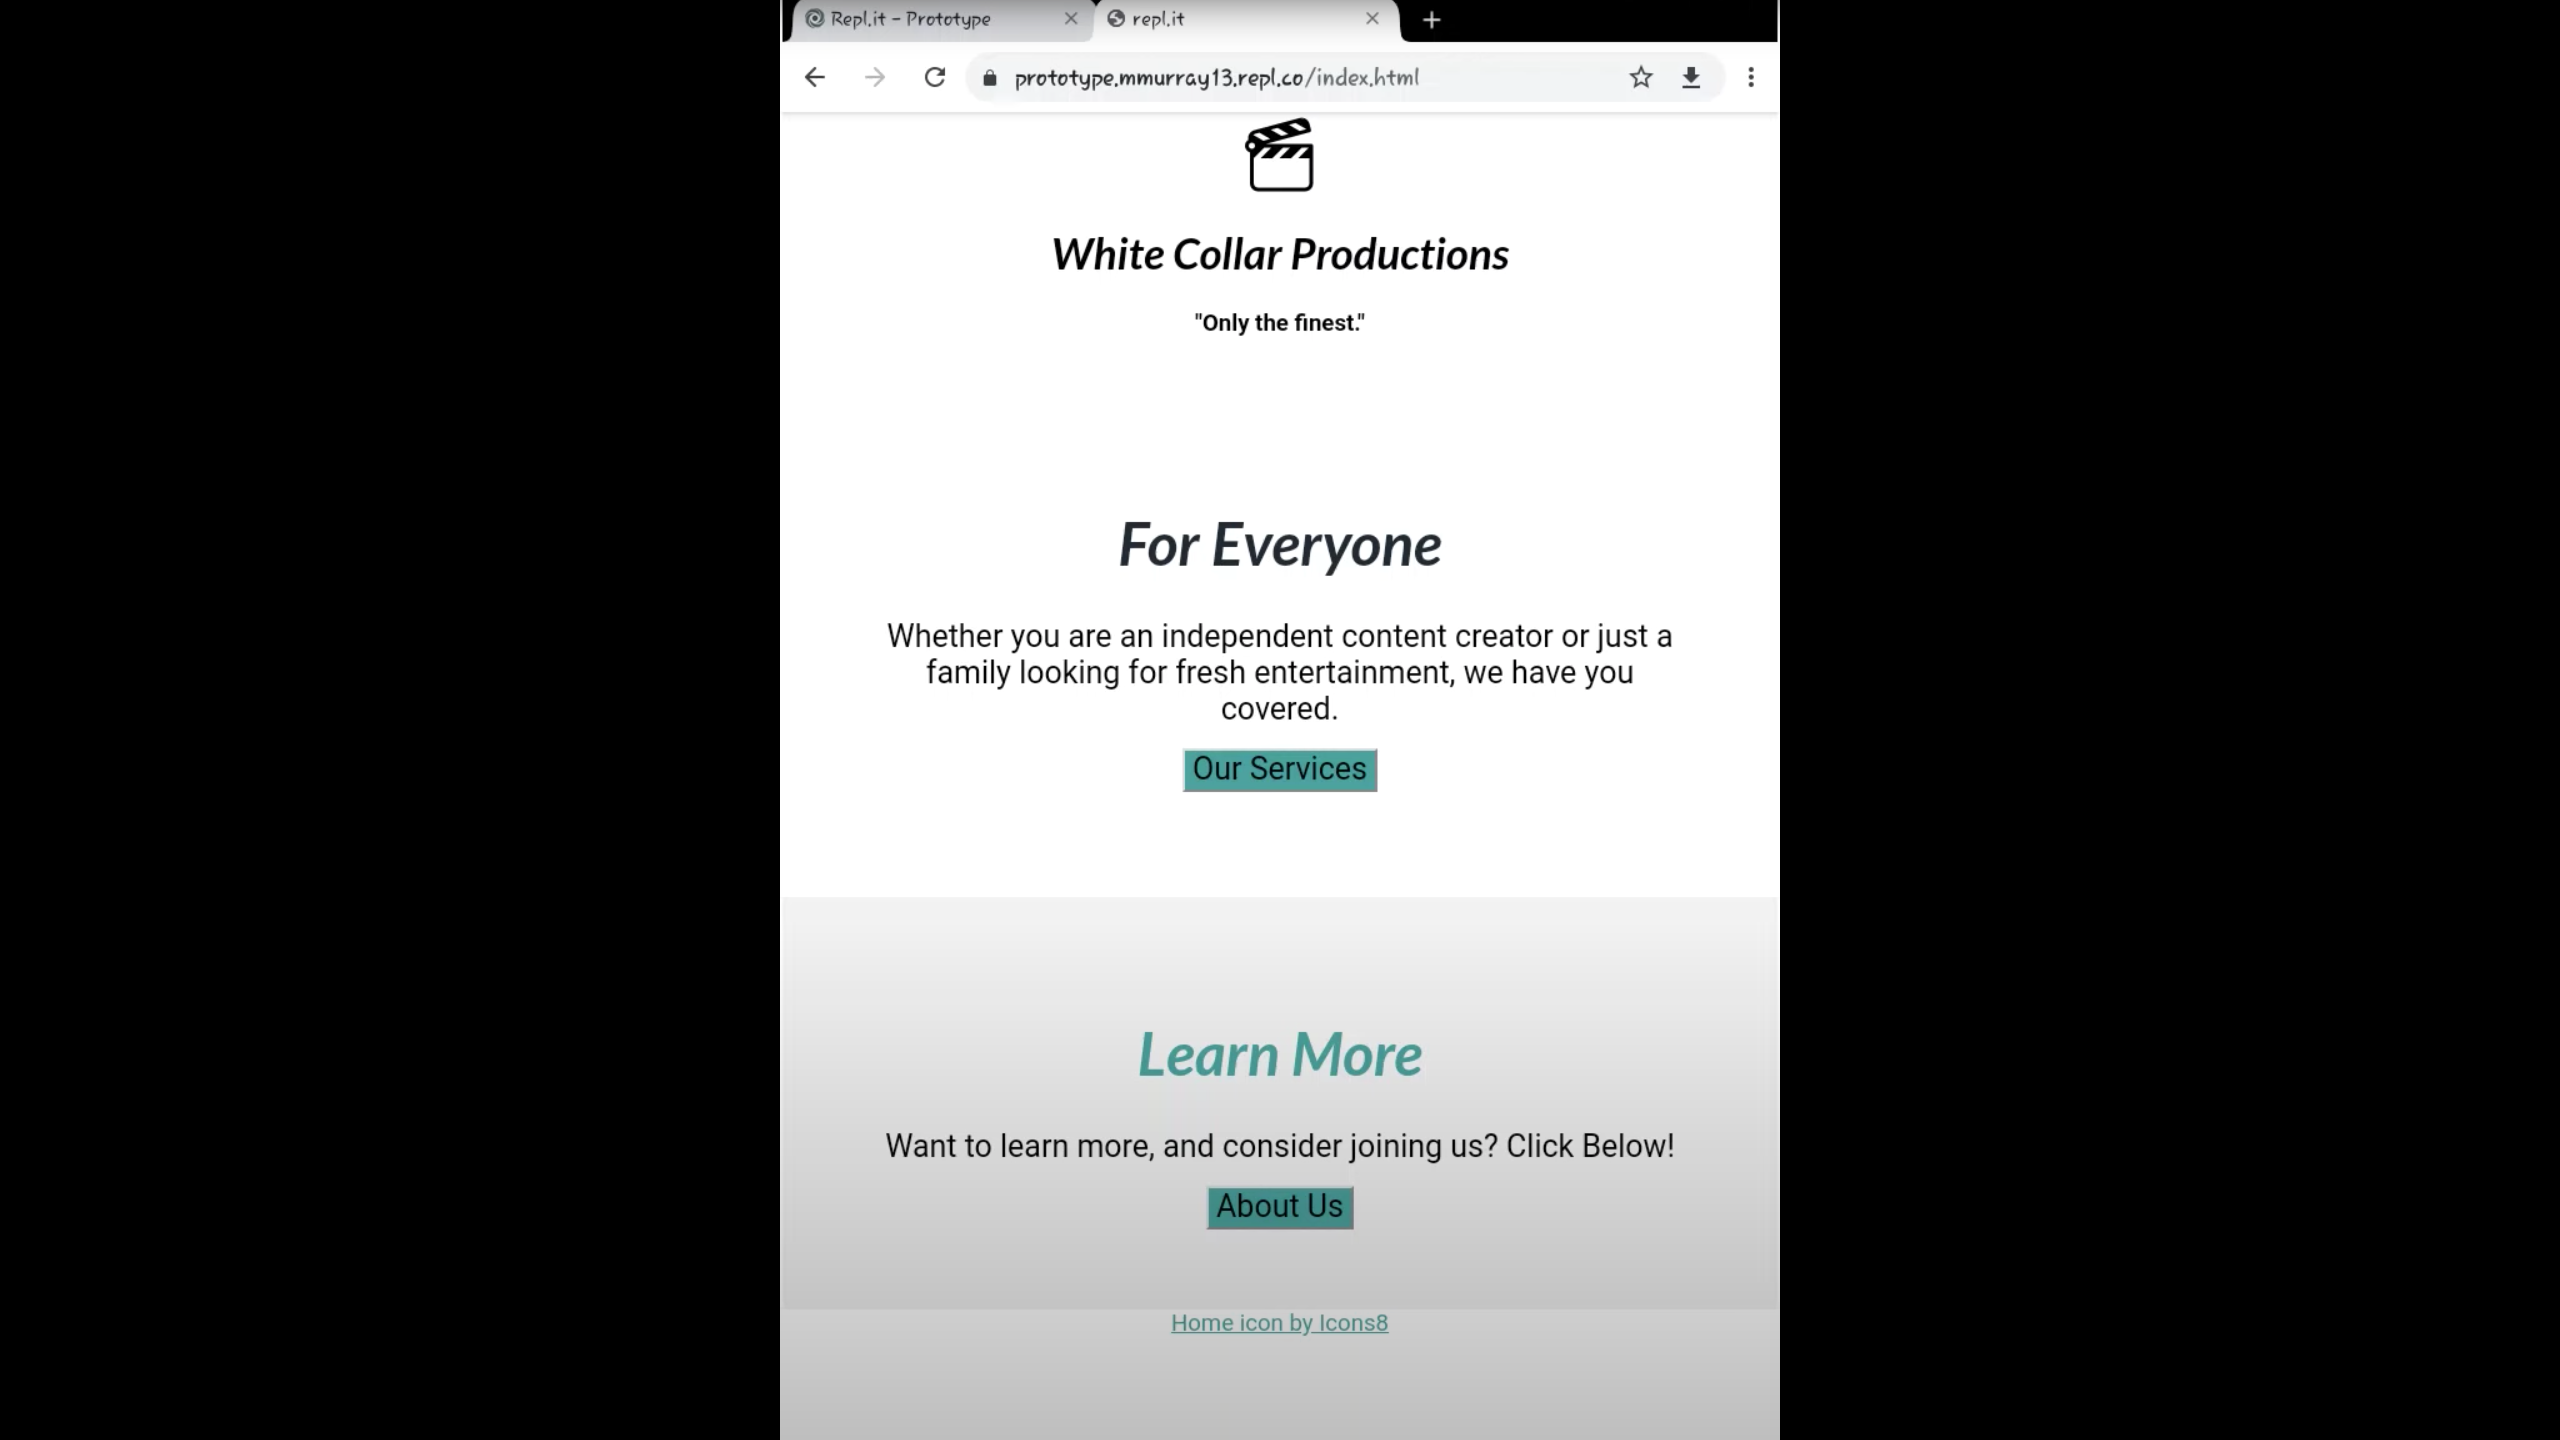 Repl.it - Prototype
repl.it
prototype.mmurray13.repl.co/index.html
White Collar Productions
"Only the finest."
For Everyone
Whether you are an independent content creator or just a
family looking for fresh entertainment, we have you
covered.
Our Services
Learn More
Want to learn more, and consider joining us? Click Below!
About Us
Home icon by Icons8